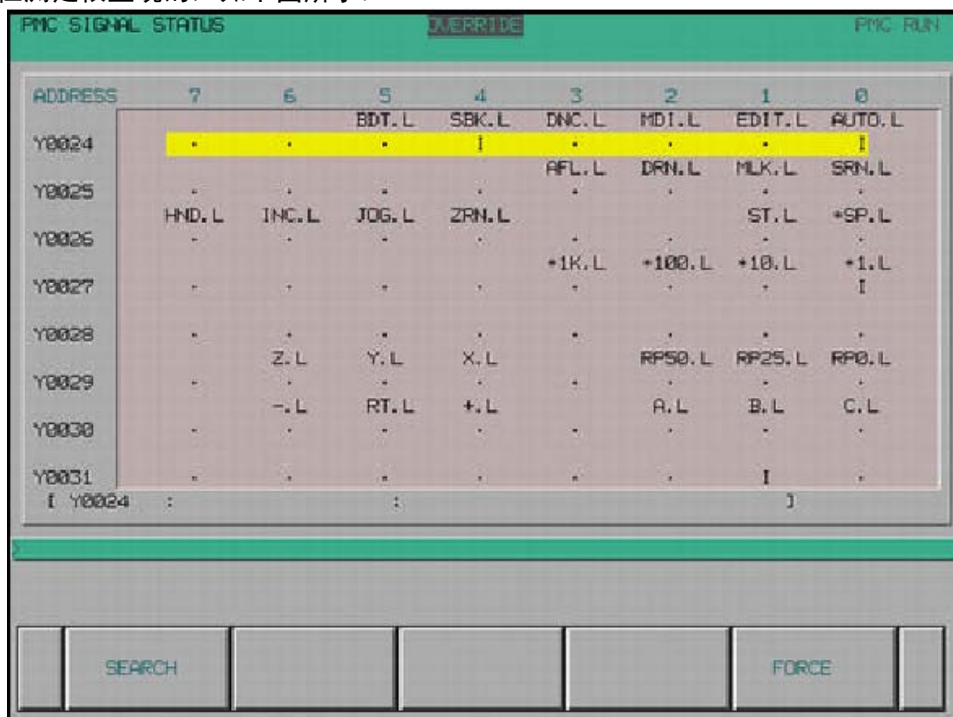 PMC SIGNAL STATUS OVERRIDE PMC RUN
ADDRESS 7 6 5 4 3 2 1 0
BDT.L SBK.L DNC.L MDI.L EDIT.L AUTO.L
Y0024 . . . I . . . I
AFL.L DRN.L MLK.L SRN.L
Y0025 . . . . . . . .
HND.L INC.L JOG.L ZRN.L ST.L *SP.L
Y0026 . . . . . . . .
*1K.L *100.L *10.L *1.L
Y0027 . . . . . . . I
Y0028 . . . . . . . .
Z.L Y.L X.L RP50.L RP25.L RP0.L
Y0029 . . . . . . . .
-.L RT.L +.L A.L B.L C.L
Y0030 . . . . . . . .
Y0031 . . . . . . I .
[ Y0024 : : ]
>
SEARCH FORCE